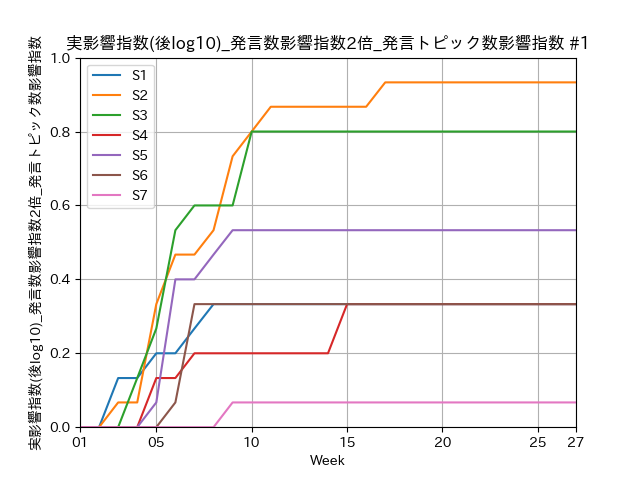 実影響指数(後log10)_発言数影響指数2倍_発言トピック数影響指数 #1
実影響指数(後log10)_発言数影響指数2倍_発言トピック数影響指数
1.0
0.8
0.6
0.4
0.2
0.0
S1
S2
S3
S4
S5
S6
S7
01
05
10
15
20
25
27
Week